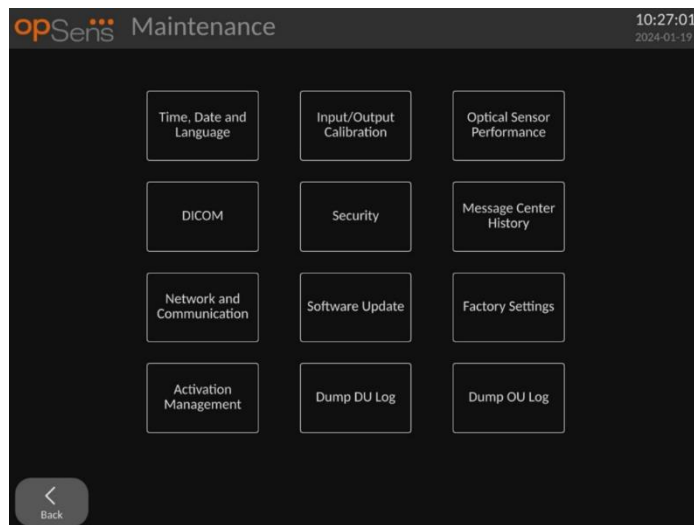 opSens Maintenance
10:27:01
2024-01-19
Time, Date and
Language
Input/Output
Calibration
Optical Sensor
Performance
DICOM
Security
Message Center
History
Network and
Communication
Software Update
Factory Settings
Activation
Management
Dump DU Log
Dump OU Log
Back